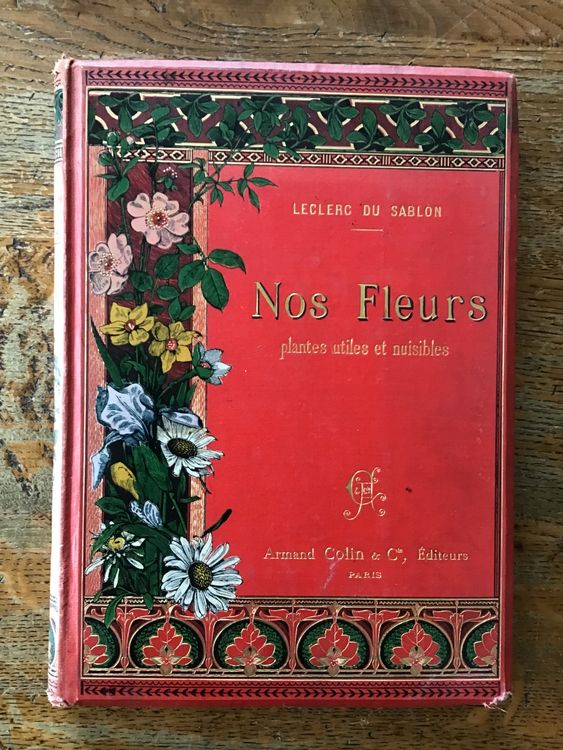 LECLERC DU SABLON
Nos Fleurs
plantes utiles et nuisibles
Armand Colin & Cie, Éditeurs
PARIS